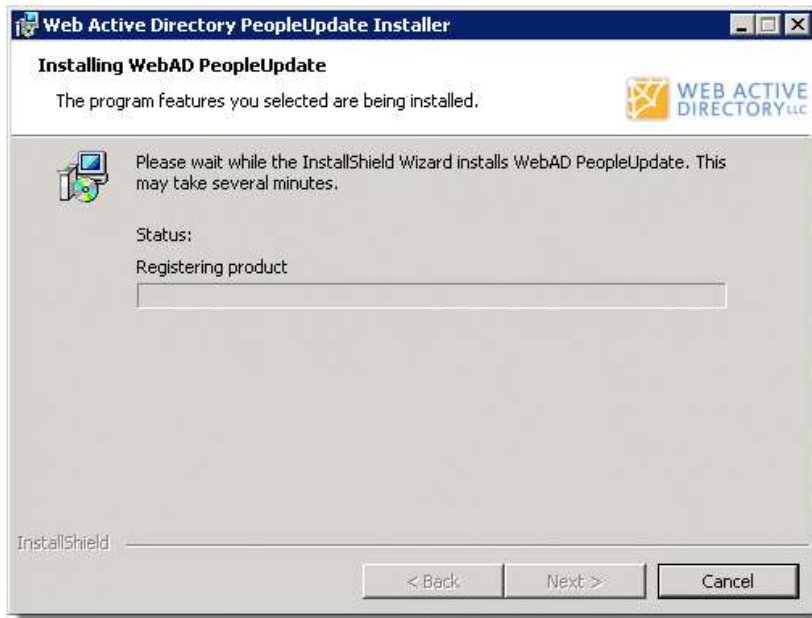 Web Active Directory PeopleUpdate Installer
Installing WebAD PeopleUpdate
The program features you selected are being installed.
WEB ACTIVE
DIRECTORY LLC
Please wait while the InstallShield Wizard installs WebAD PeopleUpdate. This
may take several minutes.
Status:
Registering product
InstallShield
< Back
Next >
Cancel